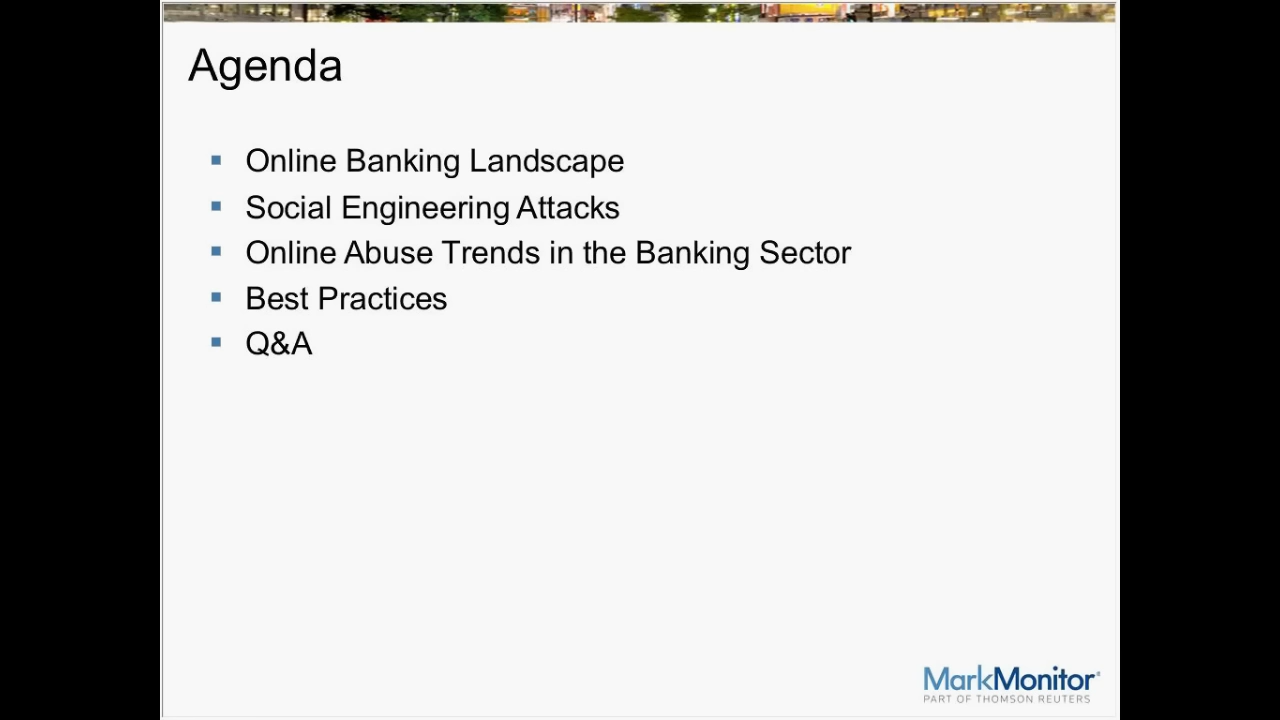 Agenda
Online Banking Landscape
Social Engineering Attacks
Online Abuse Trends in the Banking Sector
Best Practices
Q&A
MarkMonitor
PART OF THOMSON REUTERS